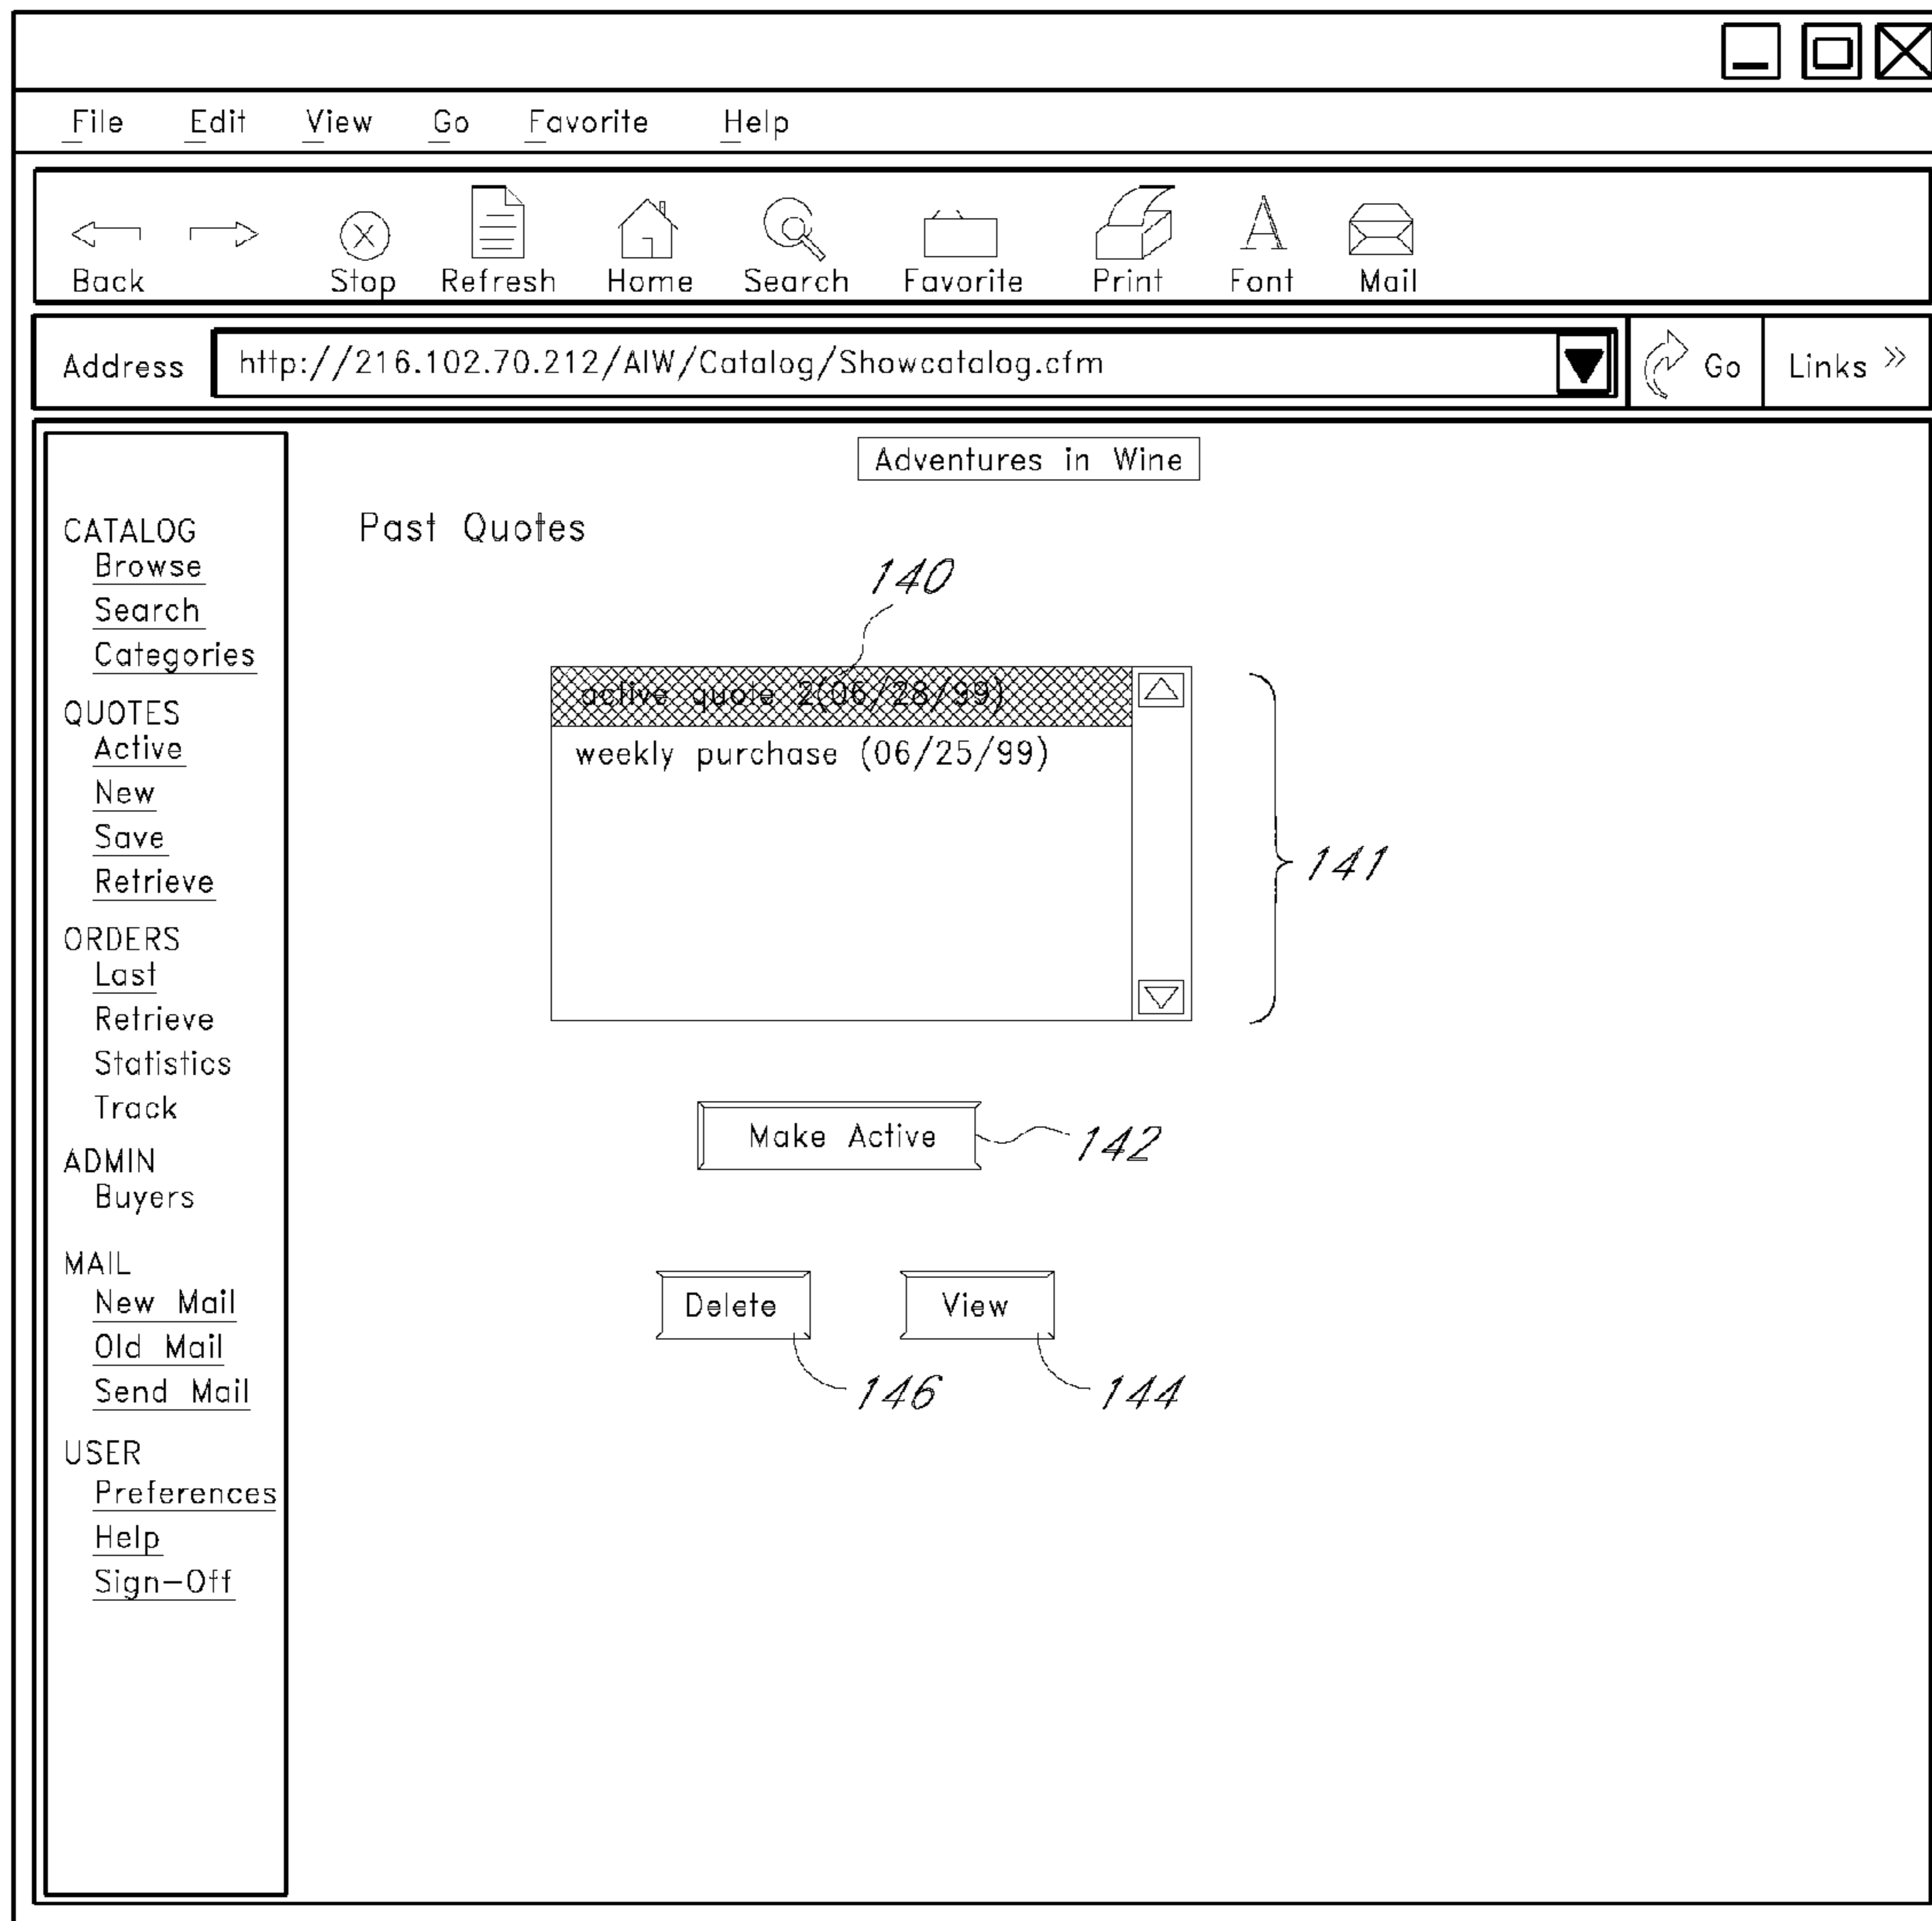 File Edit View Go Favorite Help
Back Stop Refresh Home Search Favorite Print Font Mail
Address http://216.102.70.212/AIW/Catalog/Showcatalog.cfm Go Links »
Adventures in Wine
CATALOG
Browse
Search
Categories
QUOTES
Active
New
Save
Retrieve
ORDERS
Last
Retrieve
Statistics
Track
ADMIN
Buyers
MAIL
New Mail
Old Mail
Send Mail
USER
Preferences
Help
Sign-Off
Past Quotes
140
active quote 2(06/28/99)
weekly purchase (06/25/99)
141
Make Active 142
Delete View
146 144